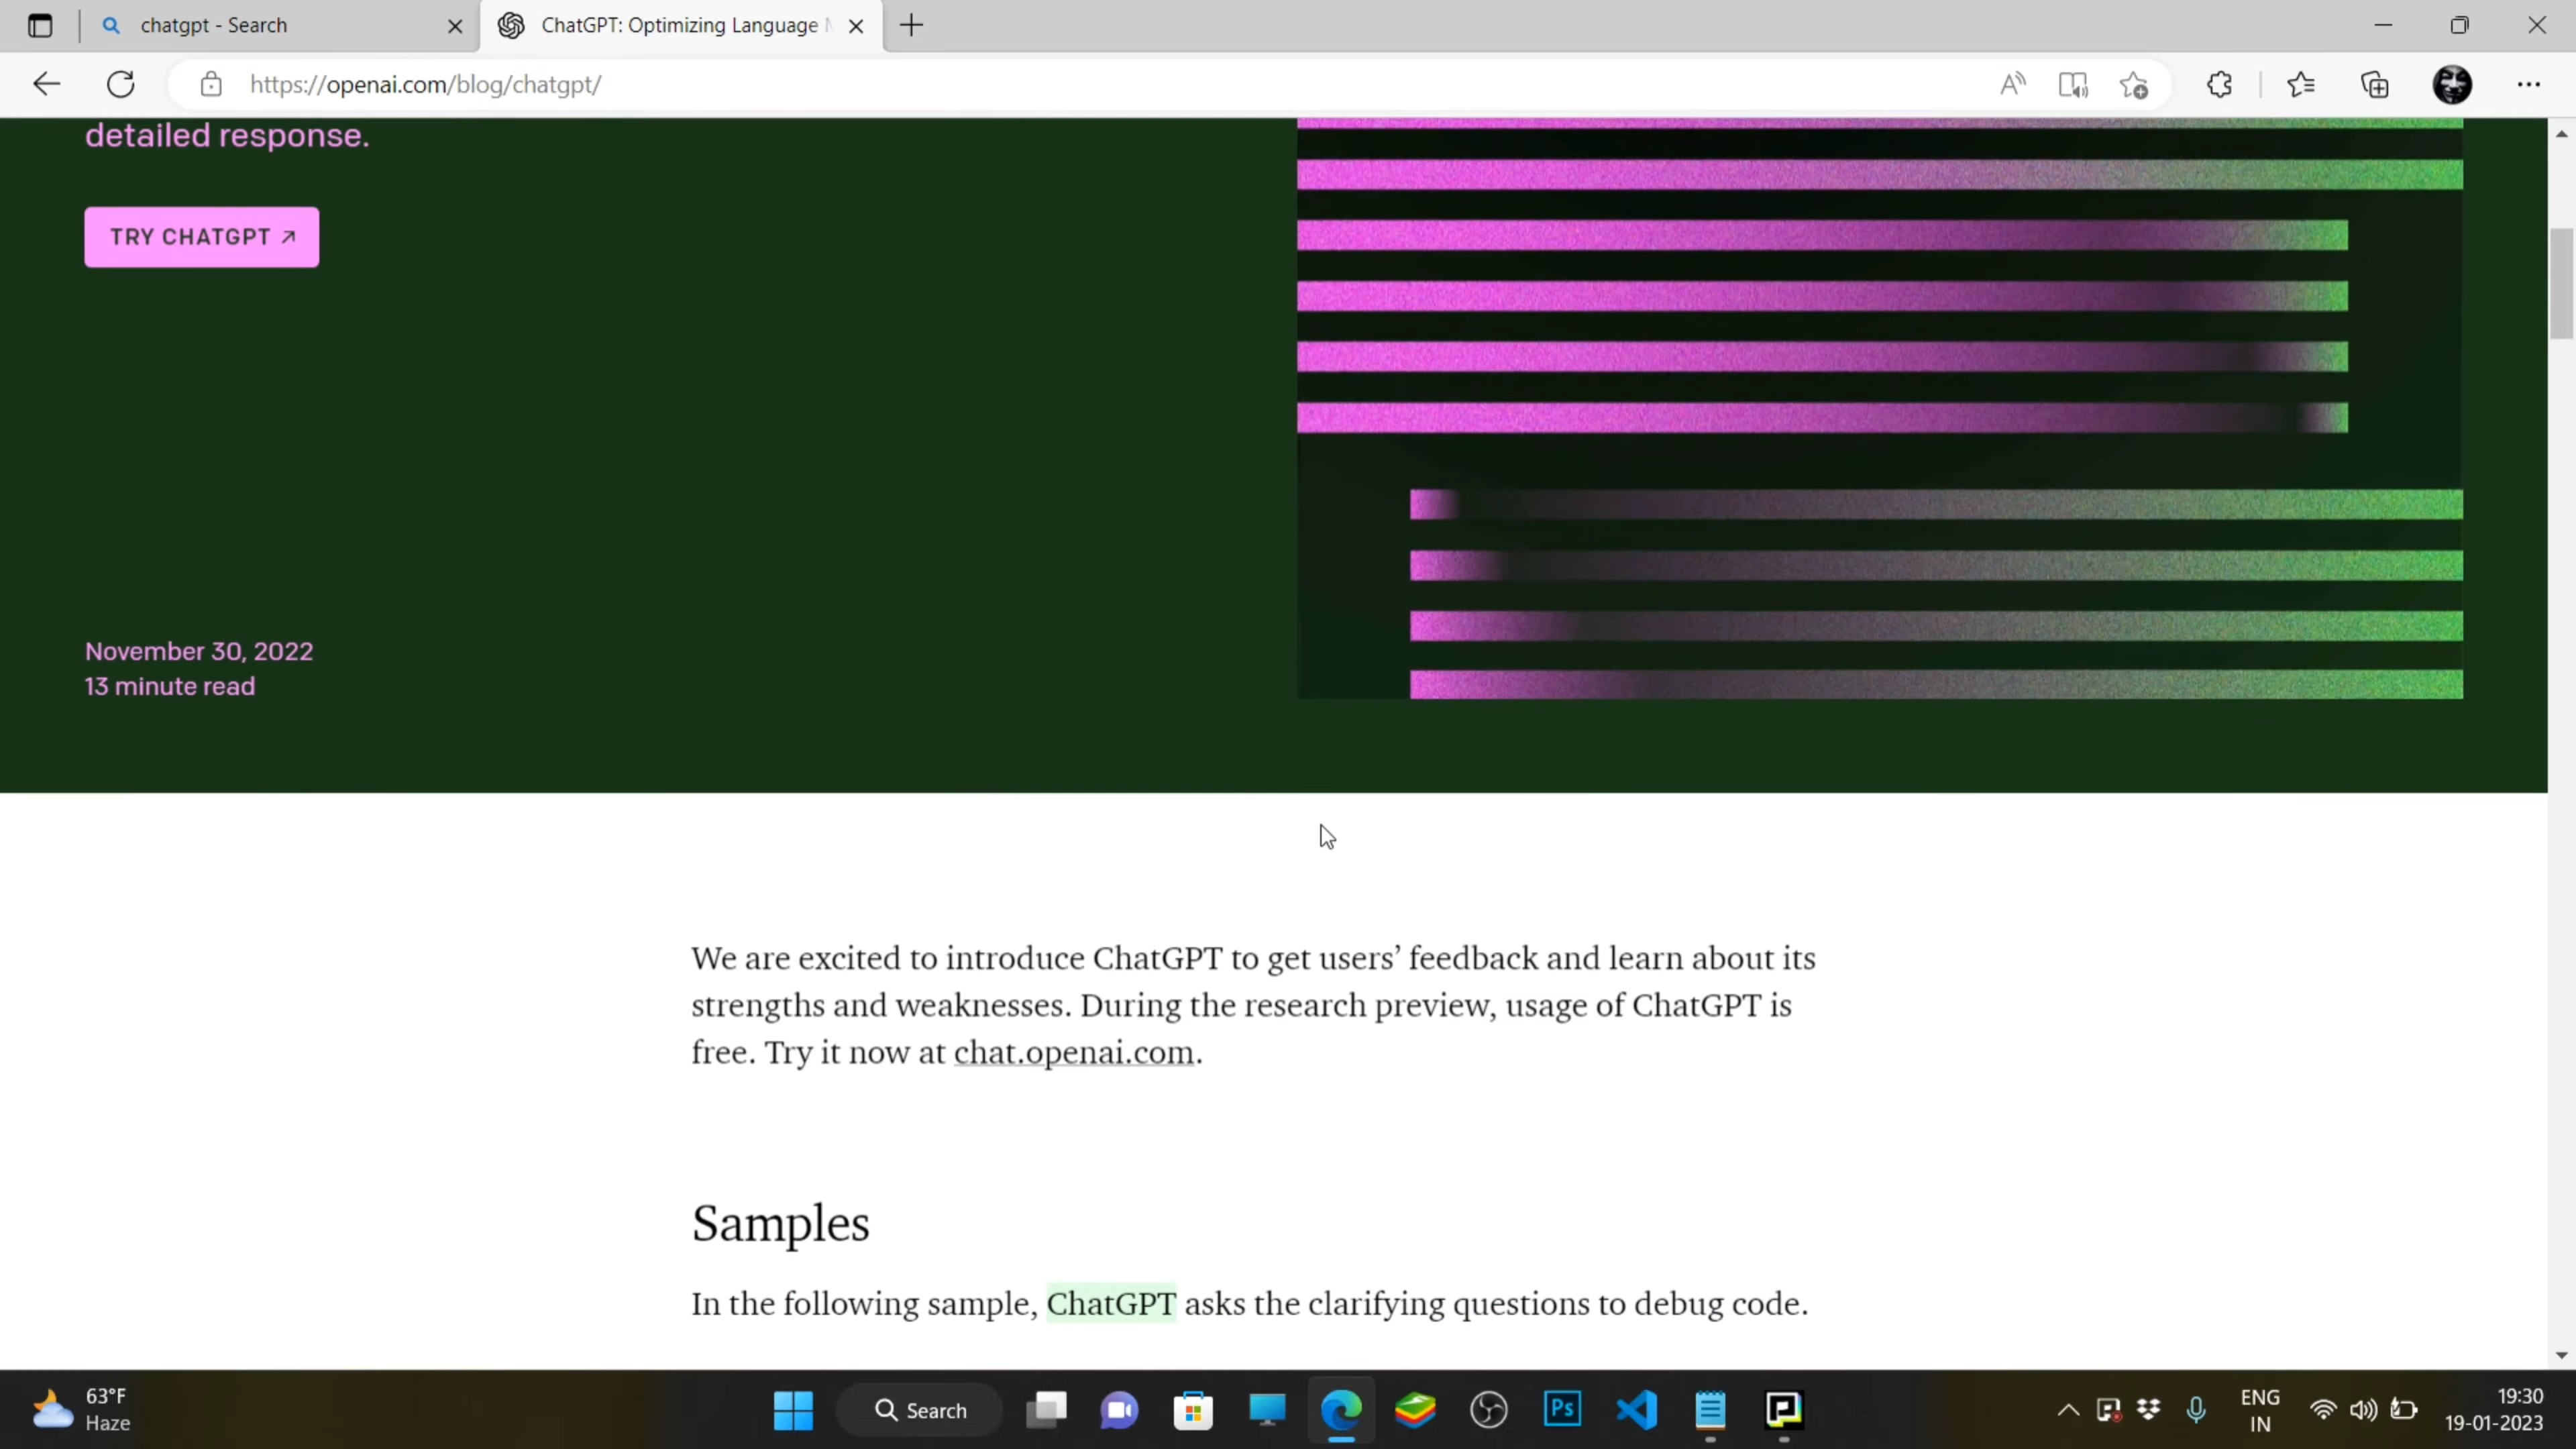 chatgpt - Search
ChatGPT: Optimizing Language
https://openai.com/blog/chatgpt/
detailed response.
TRY CHATGPT ↗
November 30, 2022
13 minute read
We are excited to introduce ChatGPT to get users’ feedback and learn about its
strengths and weaknesses. During the research preview, usage of ChatGPT is
free. Try it now at chat.openai.com.
Samples
In the following sample, ChatGPT asks the clarifying questions to debug code.
63°F
Haze
Search
Ps
ENG
IN
19:30
19-01-2023